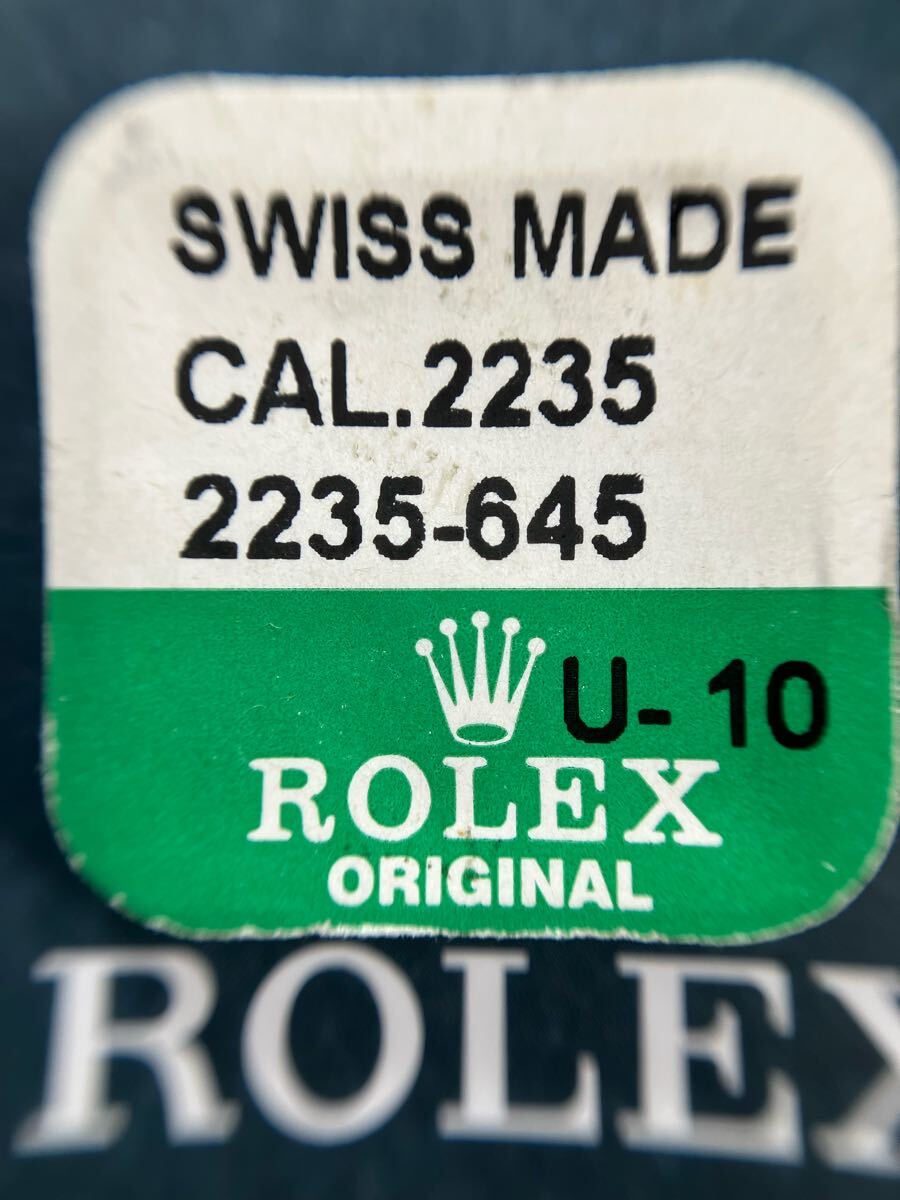 SWISS MADE
CAL.2235
2235-645
U- 10
ROLEX
ORIGINAL
ROLEX